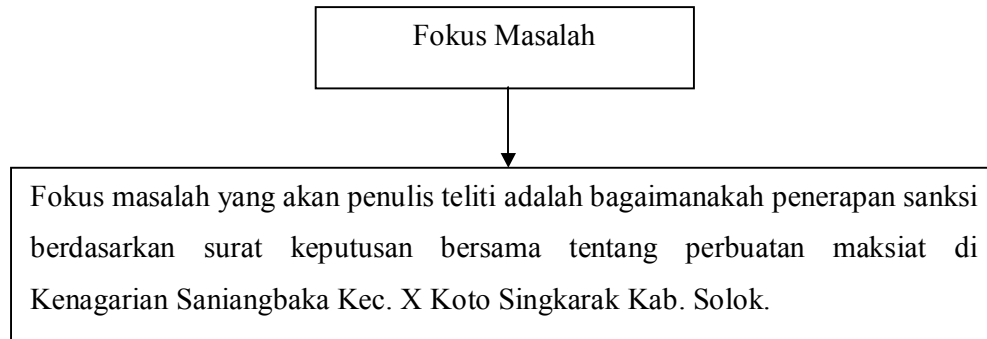 Fokus Masalah
Fokus masalah yang akan penulis teliti adalah bagaimanakah penerapan sanksi
berdasarkan surat keputusan bersama tentang perbuatan maksiat di
Kenagarian Saniangbaka Kec. X Koto Singkarak Kab. Solok.